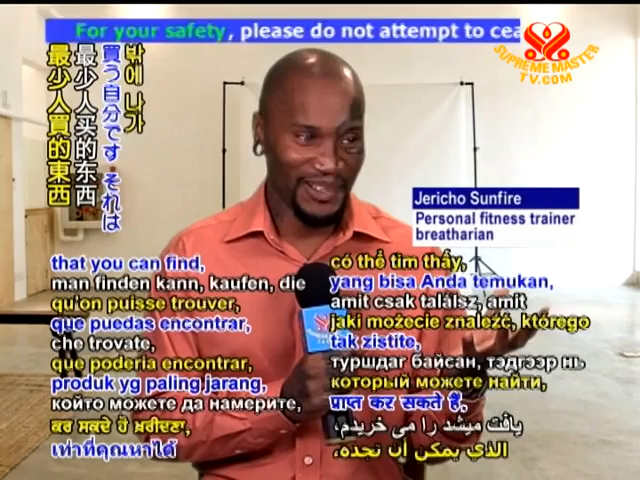 For your safety, please do not attempt to cea
SUPREME MASTER
TV.COM
밖에 나가
買う自分です それは
最少人买的东西
最少人買的東西
Jericho Sunfire
Personal fitness trainer
breatharian
that you can find,
man finden kann, kaufen, die
qu'on puisse trouver,
que puedas encontrar,
che trovate,
que poderia encontrar,
produk yg paling jarang,
който можете да намерите,
ਕਰ ਸਕਦੇ ਹੋ ਖ਼ਰੀਦਣਾ,
เท่าที่คุณหาได้
có thể tìm thấy,
yang bisa Anda temukan,
amit csak találsz, amit
jaki możecie znaleźć, którego
tak zistite,
туршдаг байсан, тэдгээр нь
который можете найти,
प्राप्त कर सकते हैं,
یافت میشد را می خریدم،
الذي يمكن أن تجده،